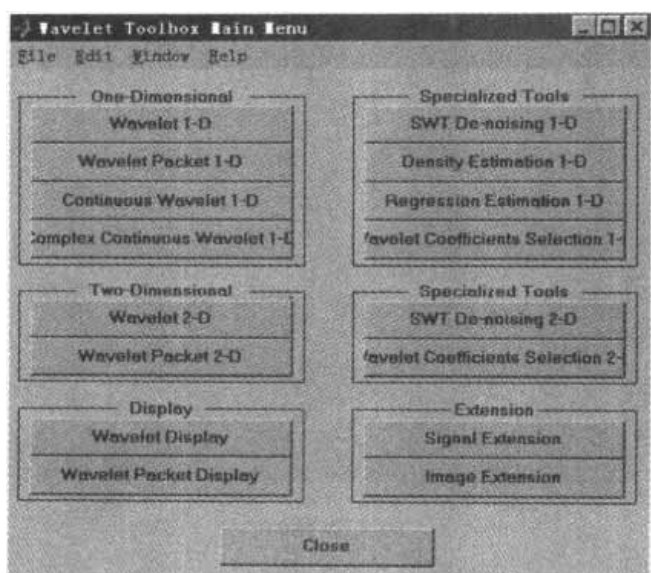 Wavelet Toolbox Main Menu
File Edit Window Help
One-Dimensional
Wavelet 1-D
Wavelet Packet 1-D
Continuous Wavelet 1-D
Complex Continuous Wavelet 1-D
Specialized Tools
SWT De-noising 1-D
Density Estimation 1-D
Regression Estimation 1-D
Wavelet Coefficients Selection 1-
Two-Dimensional
Wavelet 2-D
Wavelet Packet 2-D
Specialized Tools
SWT De-noising 2-D
Wavelet Coefficients Selection 2-
Display
Wavelet Display
Wavelet Packet Display
Extension
Signal Extension
Image Extension
Close